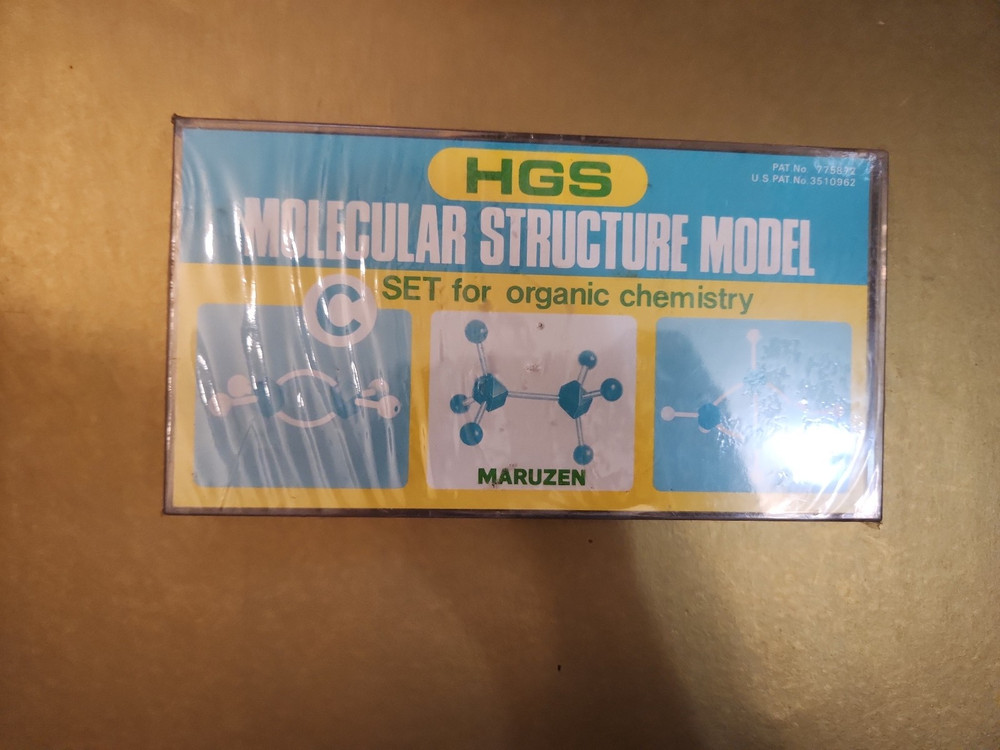 HGS
PAT.No. 
U.S.PAT.No.3510962
MOLECULAR STRUCTURE MODEL
C SET for organic chemistry
MARUZEN